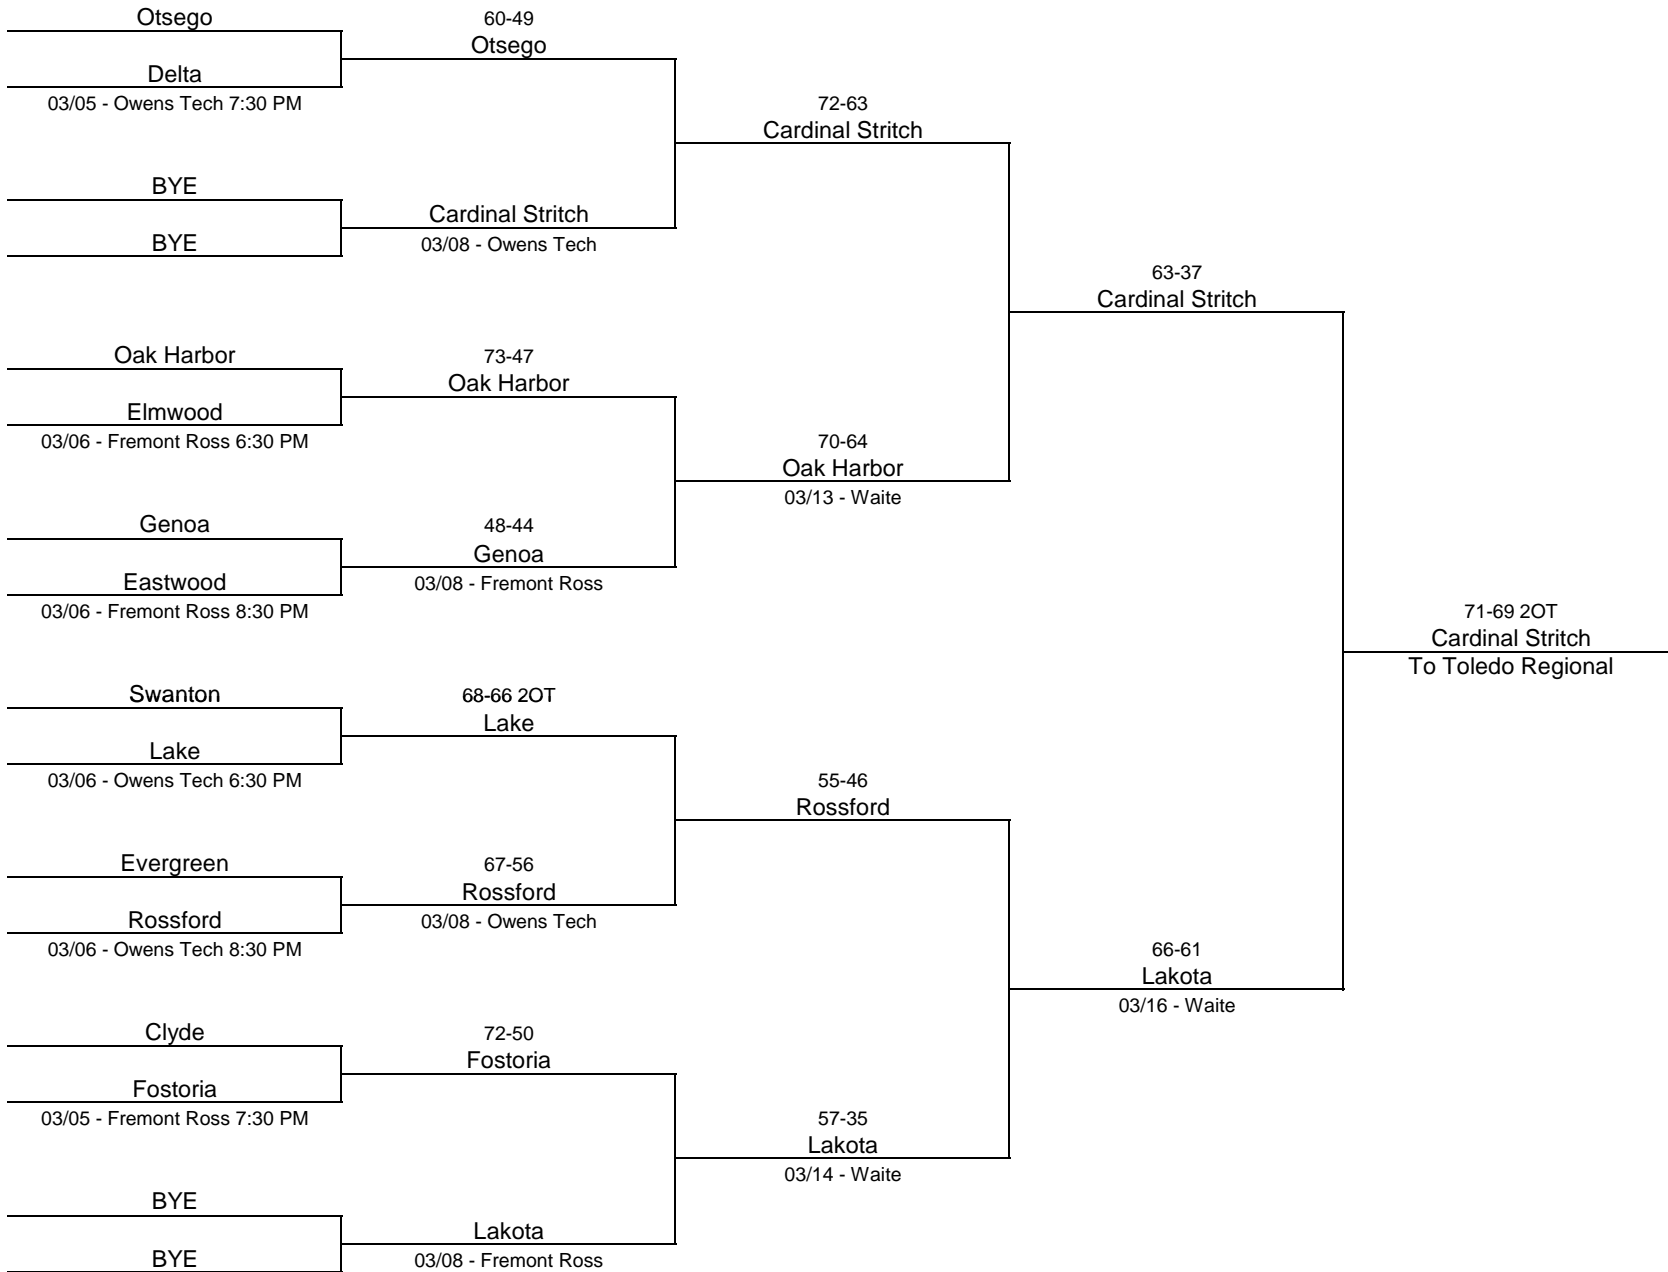 Otsego
Delta
03/05 - Owens Tech 7:30 PM
BYE
BYE
Oak Harbor
Elmwood
03/06 - Fremont Ross 6:30 PM
Genoa
Eastwood
03/06 - Fremont Ross 8:30 PM
Swanton
Lake
03/06 - Owens Tech 6:30 PM
Evergreen
Rossford
03/06 - Owens Tech 8:30 PM
Clyde
Fostoria
03/05 - Fremont Ross 7:30 PM
BYE
BYE
60-49
Otsego
Cardinal Stritch
03/08 - Owens Tech
73-47
Oak Harbor
48-44
Genoa
03/08 - Fremont Ross
68-66 2OT
Lake
67-56
Rossford
03/08 - Owens Tech
72-50
Fostoria
Lakota
03/08 - Fremont Ross
72-63
Cardinal Stritch
70-64
Oak Harbor
03/13 - Waite
55-46
Rossford
57-35
Lakota
03/14 - Waite
63-37
Cardinal Stritch
66-61
Lakota
03/16 - Waite
71-69 2OT
Cardinal Stritch
To Toledo Regional